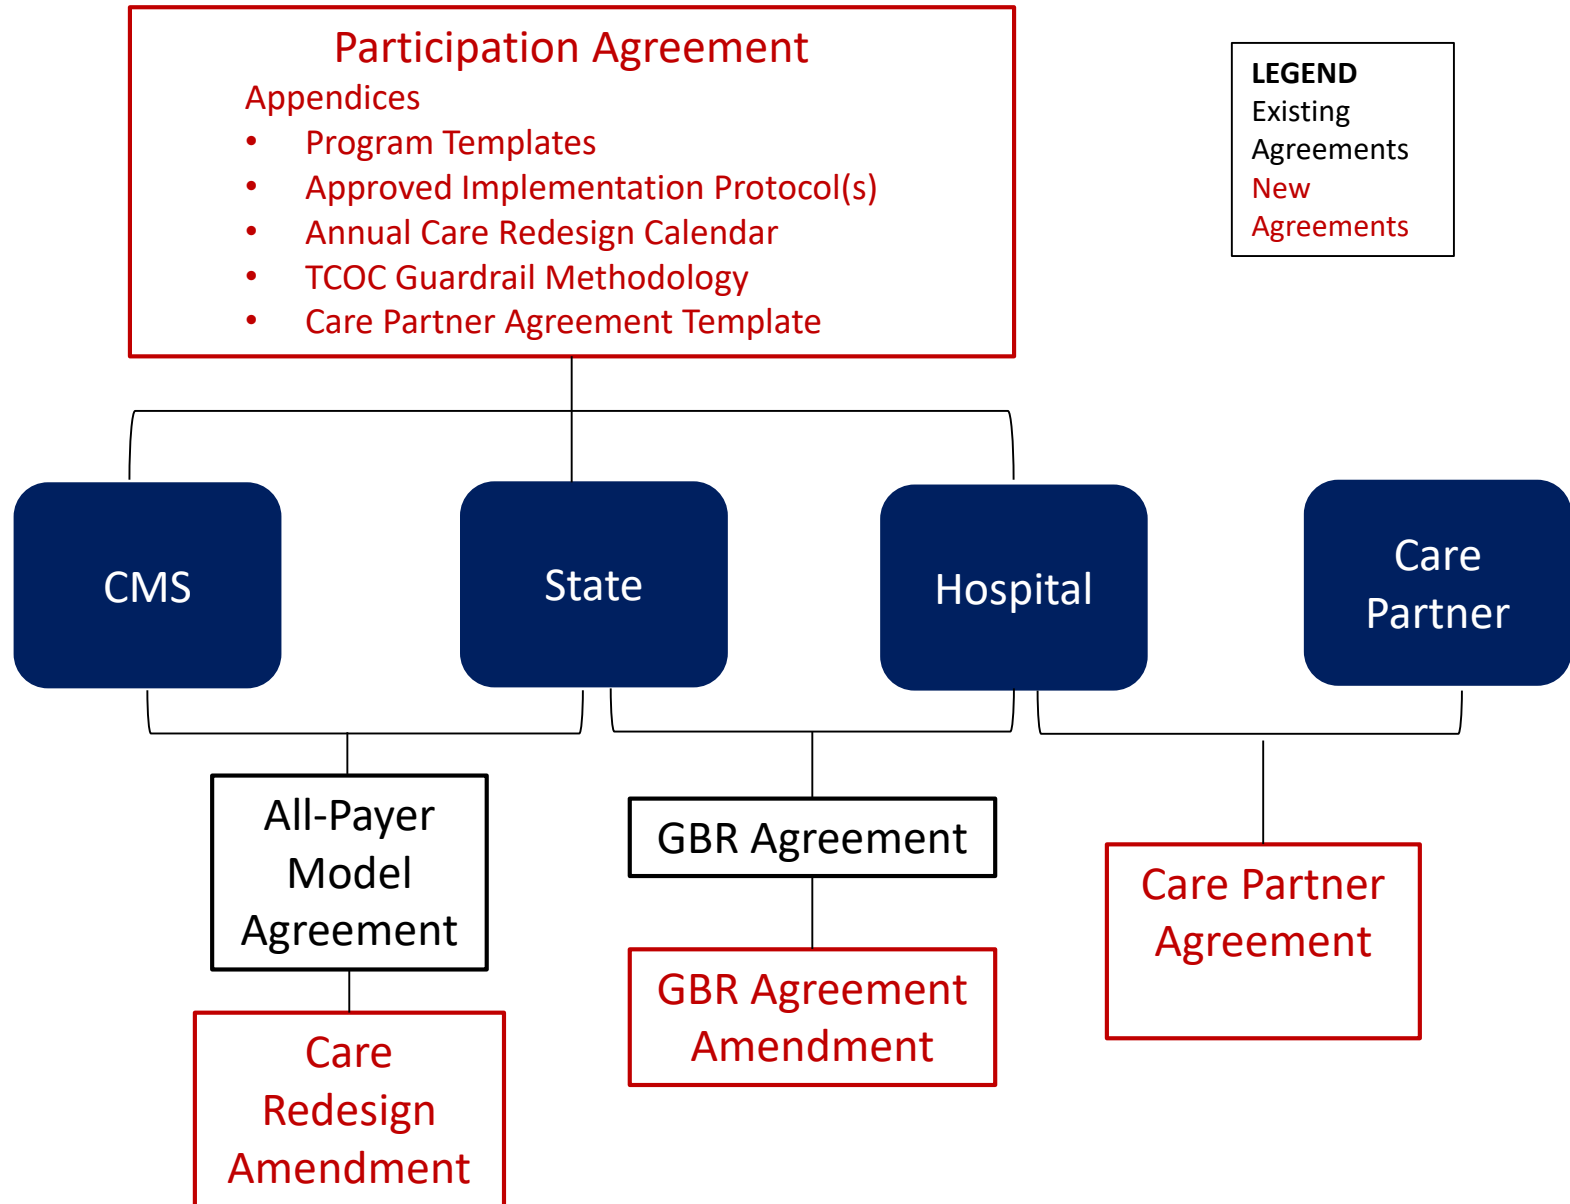 Participation Agreement
Appendices
• Program Templates
• Approved Implementation Protocol(s)
• Annual Care Redesign Calendar
• TCOC Guardrail Methodology
• Care Partner Agreement Template
LEGEND
Existing
Agreements
New
Agreements
CMS
State
Hospital
Care
Partner
All-Payer
Model
Agreement
GBR Agreement
Care Partner
Agreement
GBR Agreement
Amendment
Care
Redesign
Amendment